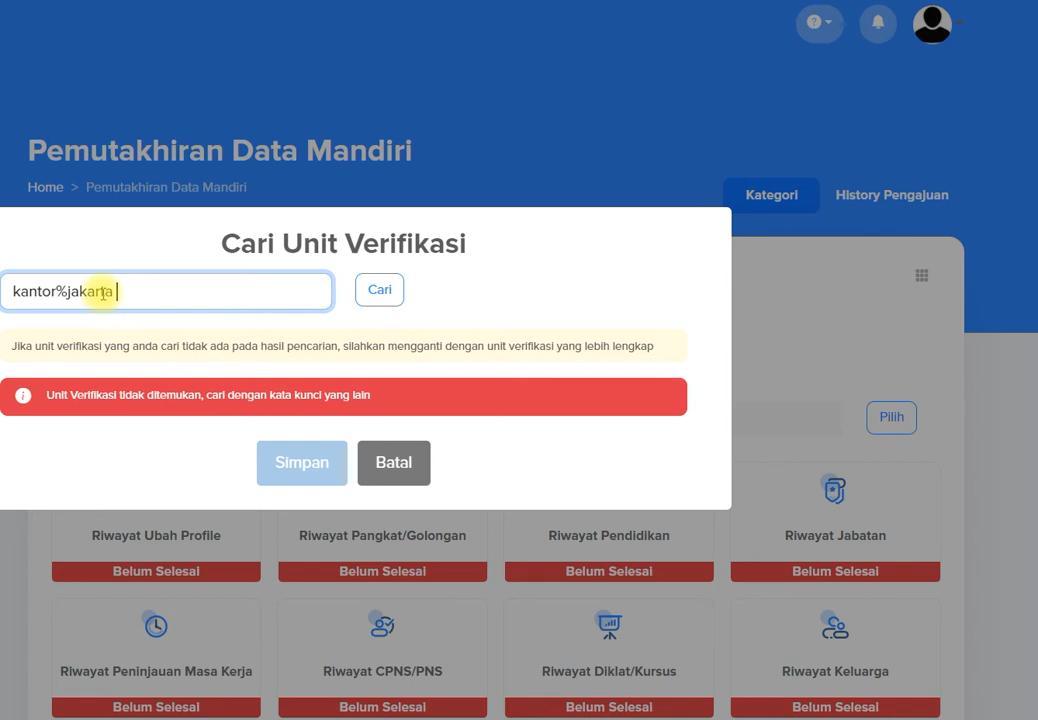 Pemutakhiran Data Mandiri
Home > Pemutakhiran Data Mandiri
Kategori
History Pengajuan
Cari Unit Verifikasi
kantor%jakarta
Cari
Jika unit verifikasi yang anda cari tidak ada pada hasil pencarian, silahkan mengganti dengan unit verifikasi yang lebih lengkap
Unit Verifikasi tidak ditemukan, cari dengan kata kunci yang lain
Pilih
Simpan
Batal
Riwayat Ubah Profile
Riwayat Pangkat/Golongan
Riwayat Pendidikan
Riwayat Jabatan
Belum Selesai
Belum Selesai
Belum Selesai
Belum Selesai
Riwayat Peninjauan Masa Kerja
Riwayat CPNS/PNS
Riwayat Diklat/Kursus
Riwayat Keluarga
Belum Selesai
Belum Selesai
Belum Selesai
Belum Selesai